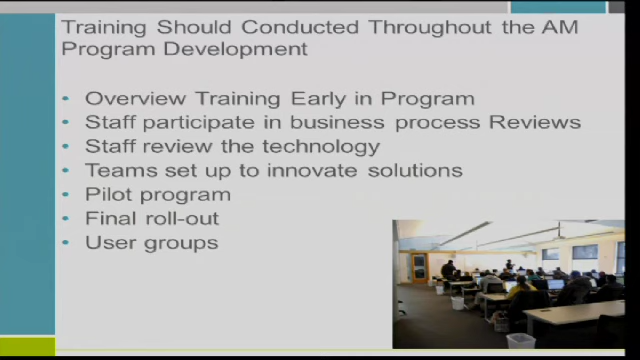 Training Should Conducted Throughout the AM
Program Development
• Overview Training Early in Program
• Staff participate in business process Reviews
• Staff review the technology
• Teams set up to innovate solutions
• Pilot program
• Final roll-out
• User groups